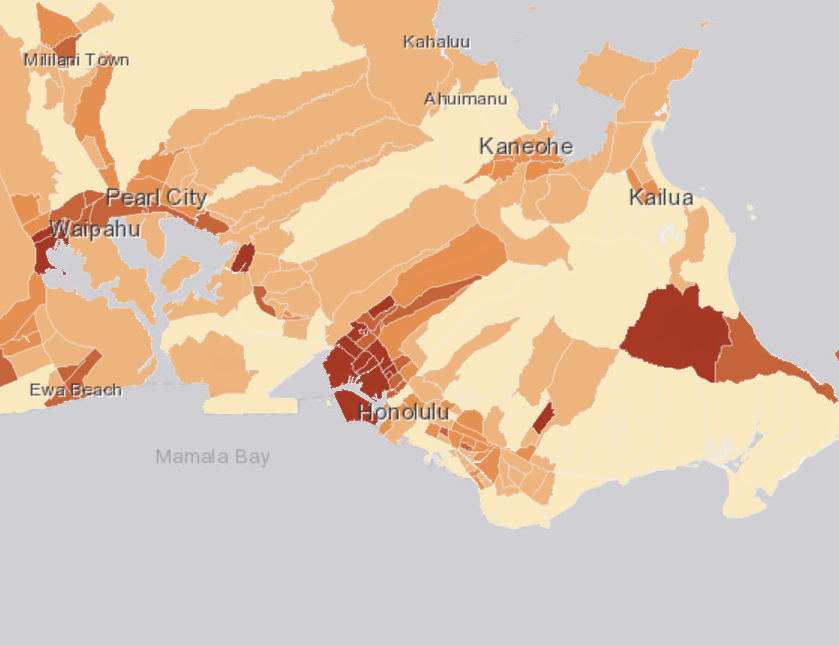 Kahaluu
Mililani Town
Ahuimanu
Kaneohe
Pearl City
Kailua
Waipahu
Ewa Beach
Honolulu
Mamala Bay